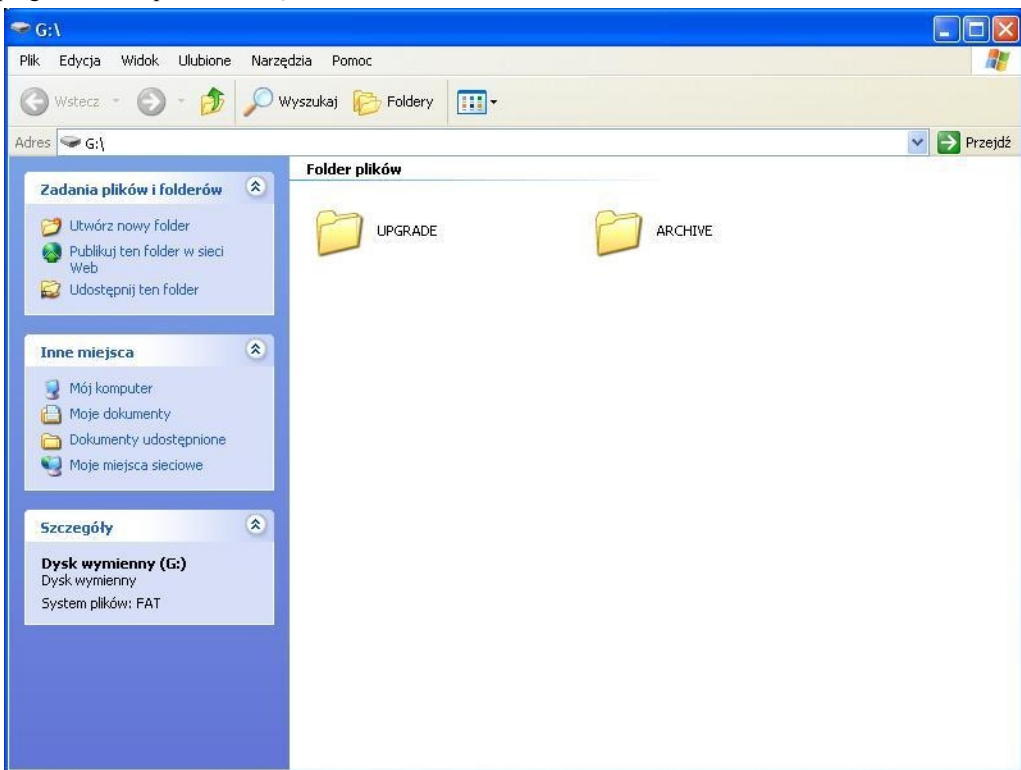 G:\
Plik Edycja Widok Ulubione Narzędzia Pomoc
Wstecz Wyszukaj Foldery
Adres G:\ Przejdź
Zadania plików i folderów
Utwórz nowy folder
Publikuj ten folder w sieci
Web
Udostępnij ten folder
Inne miejsca
Mój komputer
Moje dokumenty
Dokumenty udostępnione
Moje miejsca sieciowe
Szczegóły
Dysk wymienny (G:)
Dysk wymienny
System plików: FAT
Folder plików
UPGRADE ARCHIVE